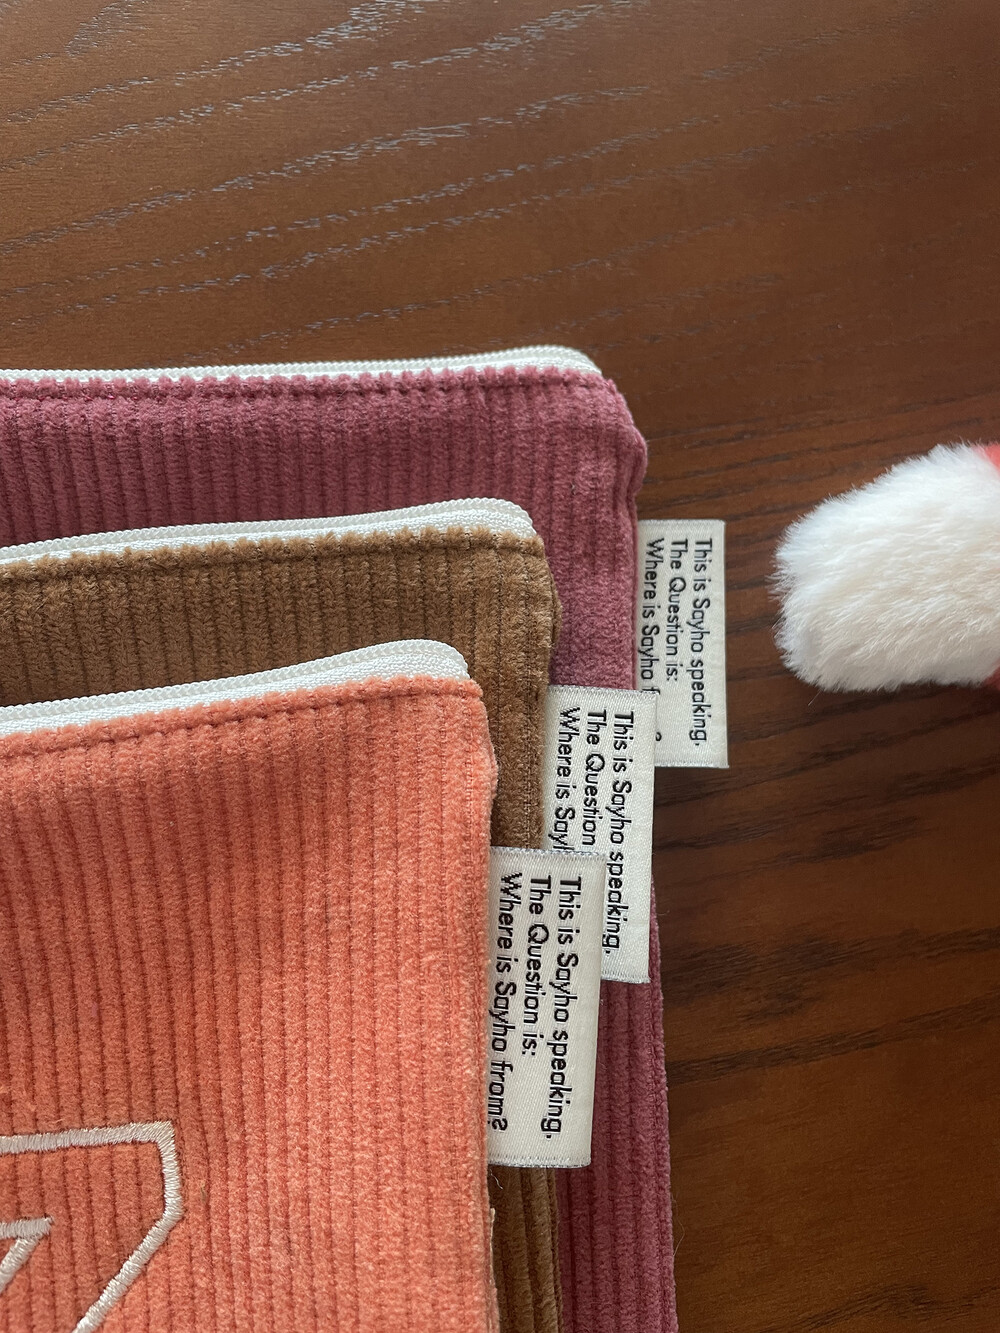 This is Sayho speaking,
The Question is:
Where is Sayho f
?
This is Sayho speaking,
The Question
Where is Sayh
This is Sayho speaking,
The Question is:
Where is Sayho from?